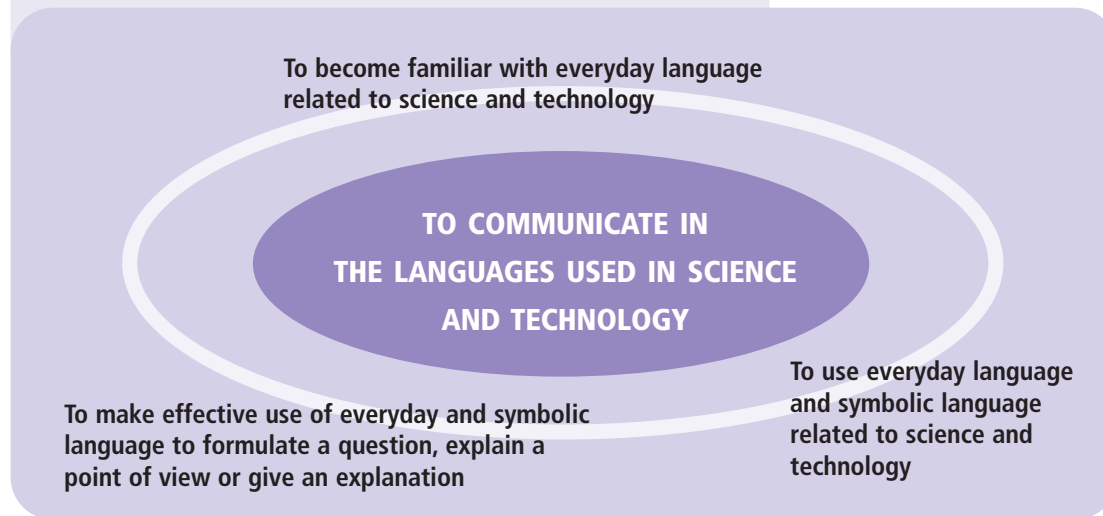 To become familiar with everyday language
related to science and technology
TO COMMUNICATE IN
THE LANGUAGES USED IN SCIENCE
AND TECHNOLOGY
To use everyday language
and symbolic language
related to science and
technology
To make effective use of everyday and symbolic
language to formulate a question, explain a
point of view or give an explanation